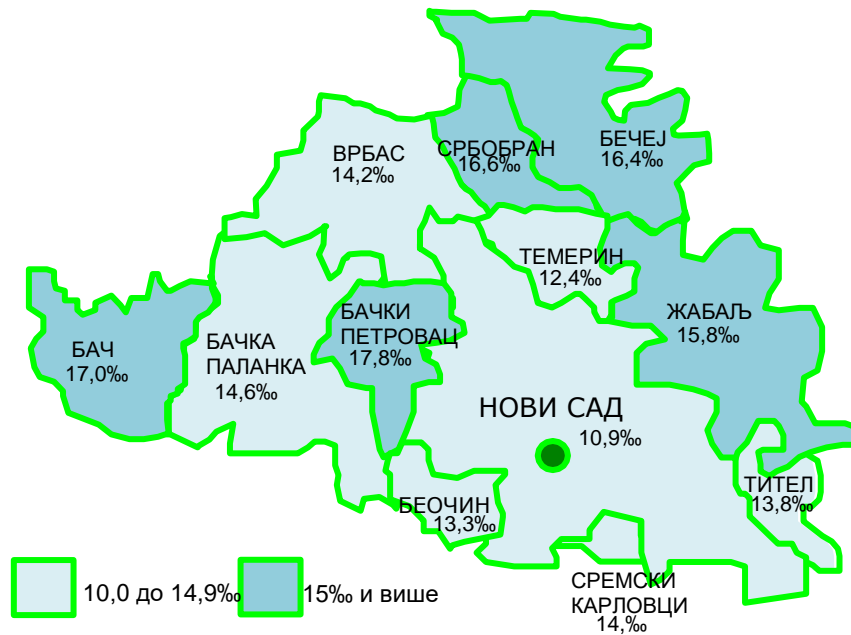 ВРБАС
14,2‰
СРБОБРАН
16,6‰
БЕЧЕЈ
16,4‰
ТЕМЕРИН
12,4‰
БАЧКИ
ПЕТРОВАЦ
17,8‰
ЖАБАЉ
15,8‰
БАЧ
17,0‰
БАЧКА
ПАЛАНКА
14,6‰
НОВИ САД
10,9‰
ТИТЕЛ
13,8‰
БЕОЧИН
13,3‰
СРЕМСКИ
КАРЛОВЦИ
14,‰
10,0 до 14,9‰
15‰ и више